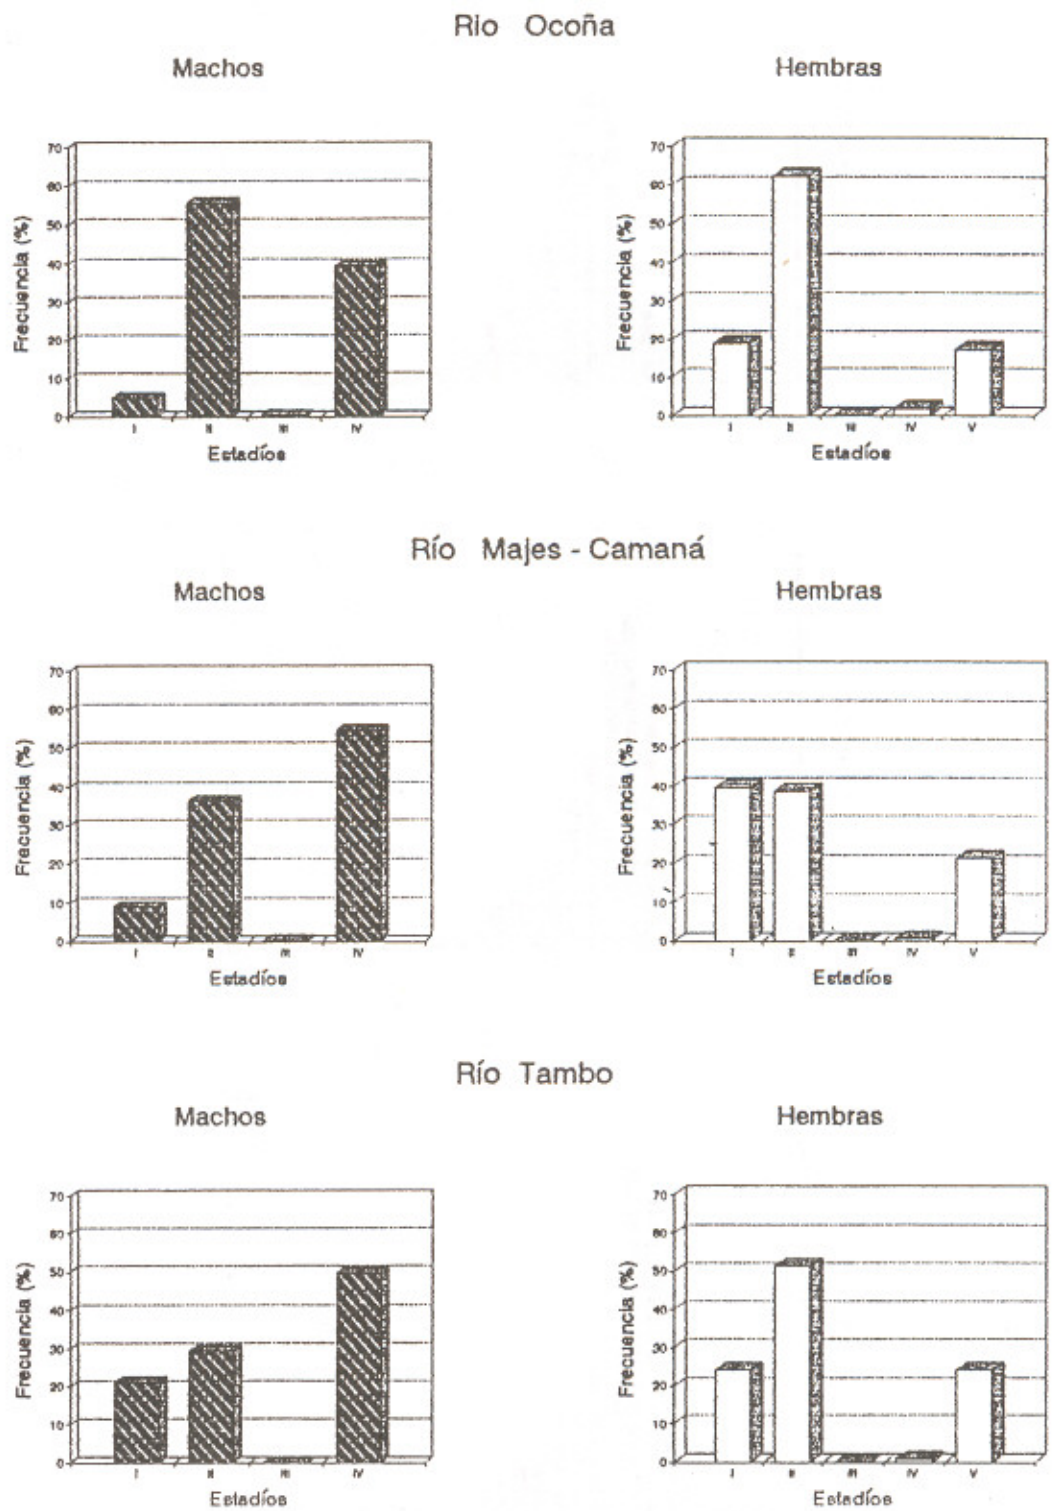 Rio Ocoña
Machos
Hembras
70
60
50
40
30
20
10
0
Frecuencia (%)
I II III IV
Estadíos
70
60
50
40
30
20
10
0
Frecuencia (%)
I II III IV V
Estadíos
Río Majes - Camaná
Machos
Hembras
70
60
50
40
30
20
10
0
Frecuencia (%)
I II III IV
Estadíos
70
60
50
40
30
20
10
0
Frecuencia (%)
I II III IV V
Estadíos
Río Tambo
Machos
Hembras
70
60
50
40
30
20
10
0
Frecuencia (%)
I II III IV
Estadíos
70
60
50
40
30
20
10
0
Frecuencia (%)
I II III IV V
Estadíos